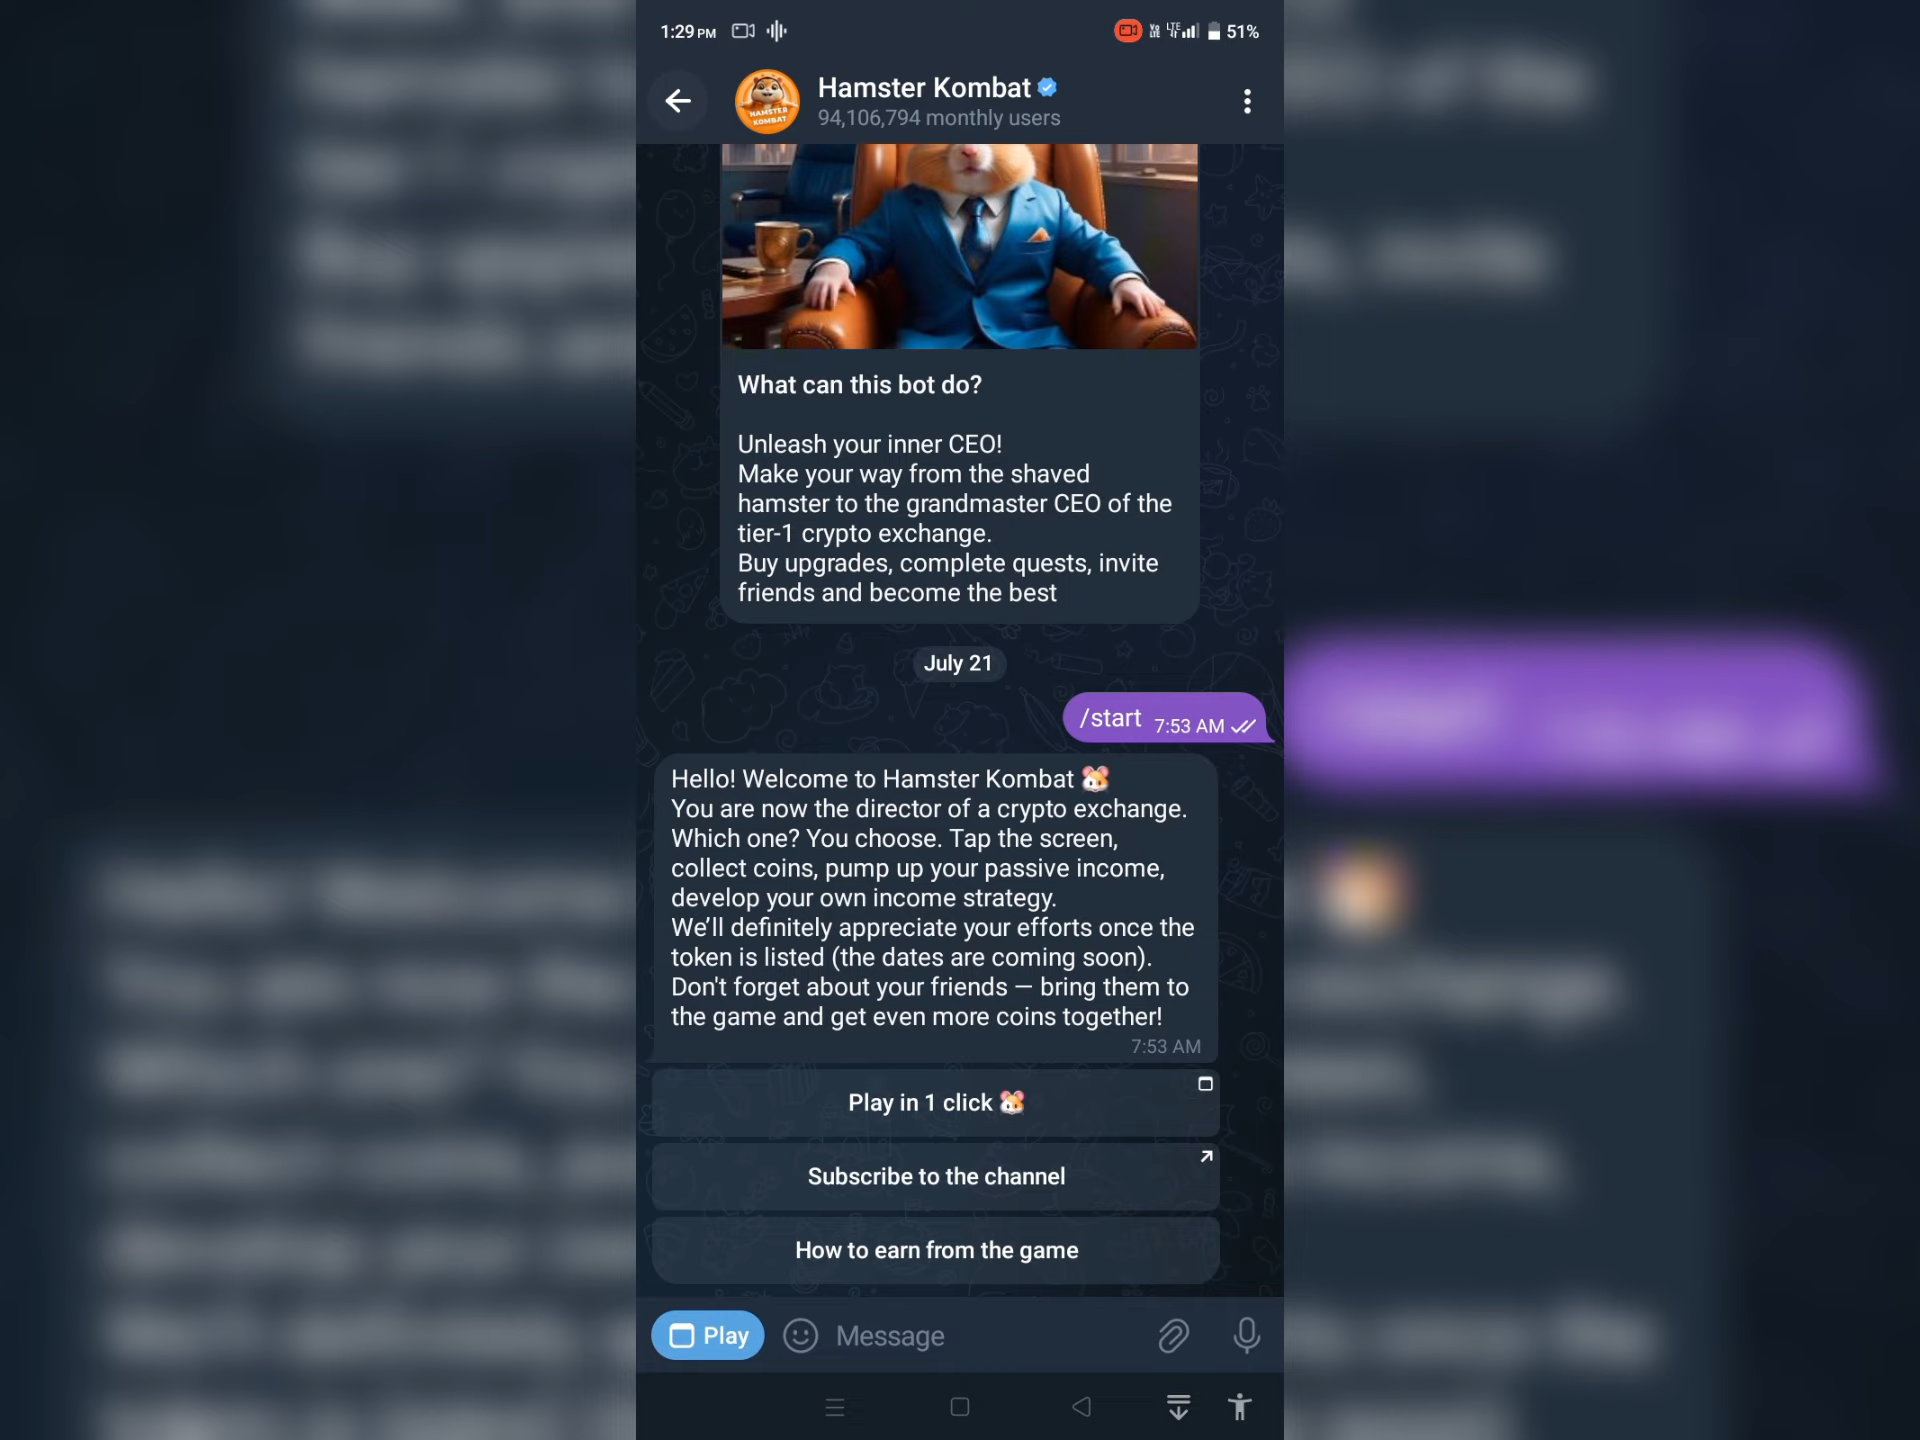 1:29 PM
LTE
51%
Hamster Kombat
94,106,794 monthly users
HAMSTER
KOMBAT
What can this bot do?
Unleash your inner CEO!
Make your way from the shaved
hamster to the grandmaster CEO of the
tier-1 crypto exchange.
Buy upgrades, complete quests, invite
friends and become the best
July 21
/start 7:53 AM
Hello! Welcome to Hamster Kombat 🐹
You are now the director of a crypto exchange.
Which one? You choose. Tap the screen,
collect coins, pump up your passive income,
develop your own income strategy.
We’ll definitely appreciate your efforts once the
token is listed (the dates are coming soon).
Don't forget about your friends — bring them to
the game and get even more coins together!
7:53 AM
Play in 1 click 🐹
Subscribe to the channel
How to earn from the game
Play
Message